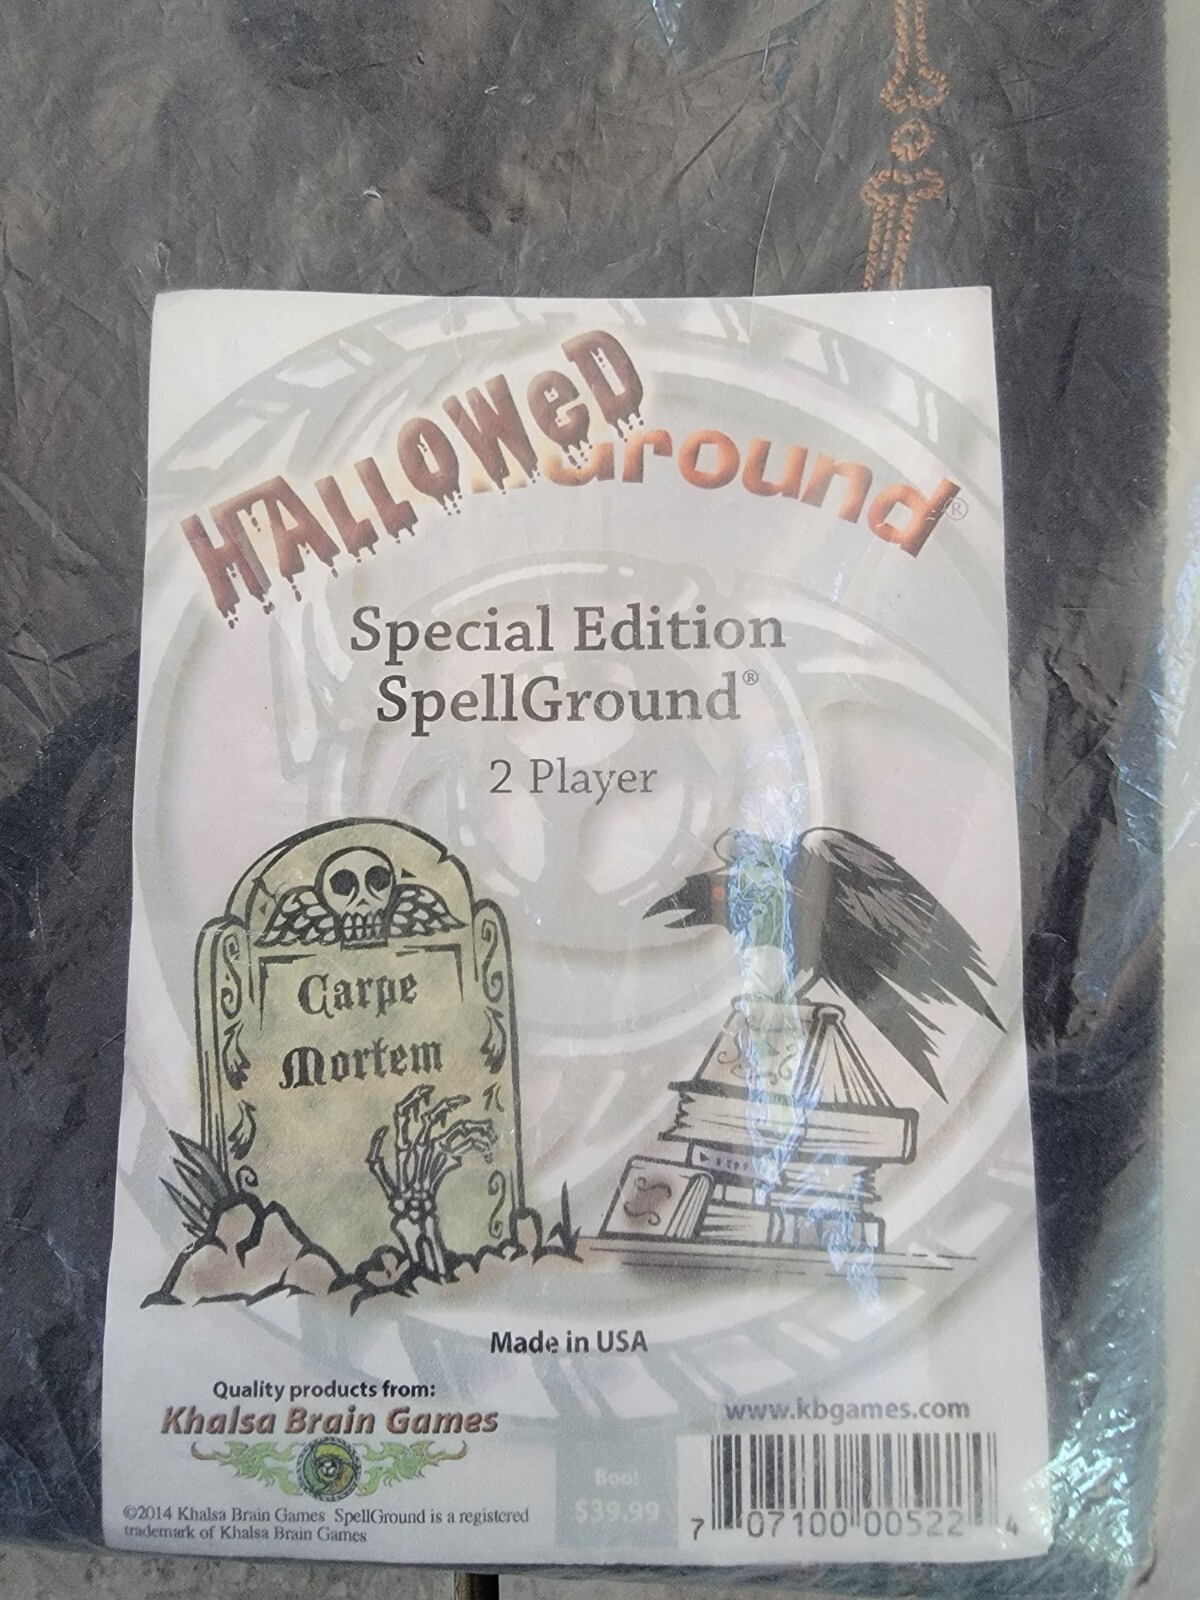 HALLOWeD Ground®
Special Edition
SpellGround®
2 Player
Carpe
Mortem
Made in USA
Quality products from:
Khalsa Brain Games
www.kbgames.com
Boo!
$39.99
7 07100 00522 4
©2014 Khalsa Brain Games SpellGround is a registered
trademark of Khalsa Brain Games